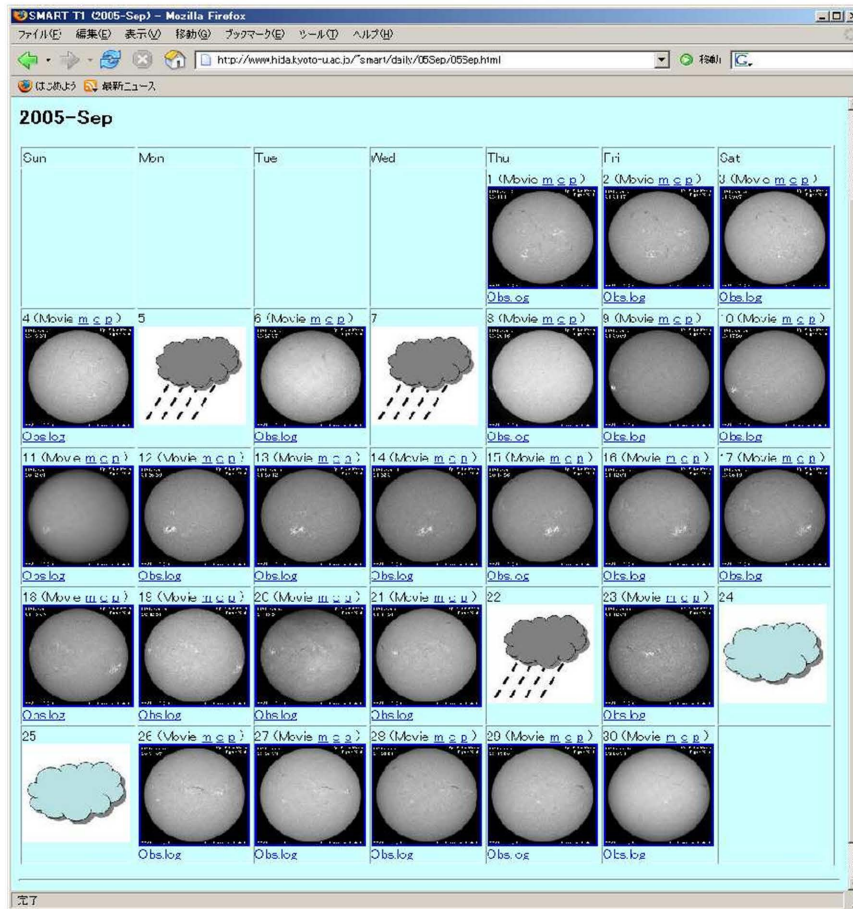 SMART T1 (2005-Sep) - Mozilla Firefox
ファイル(F) 編集(E) 表示(V) 移動(G) ブックマーク(B) ツール(T) ヘルプ(H)
http://www.hida.kyoto-u.ac.jp/~smart/daily/05Sep/05Sep.html 移動
はじめよう 最新ニュース
2005-Sep
Sun Mon Tue Wed Thu Fri Sat
1 (Movie m c p) 2 (Movie m c p) 3 (Movie m c p)
Obs.log Obs.log Obs.log
4 (Movie m c p) 5 6 (Movie m c p) 7 8 (Movie m c p) 9 (Movie m c p) 10 (Movie m c p)
Obs.log Obs.log Obs.log Obs.log Obs.log
11 (Movie m c p) 12 (Movie m c p) 13 (Movie m c p) 14 (Movie m c p) 15 (Movie m c p) 16 (Movie m c p) 17 (Movie m c p)
Obs.log Obs.log Obs.log Obs.log Obs.log Obs.log Obs.log
18 (Movie m c p) 19 (Movie m c p) 20 (Movie m c p) 21 (Movie m c p) 22 23 (Movie m c p) 24
Obs.log Obs.log Obs.log Obs.log Obs.log
25 26 (Movie m c p) 27 (Movie m c p) 28 (Movie m c p) 29 (Movie m c p) 30 (Movie m c p)
Obs.log Obs.log Obs.log Obs.log Obs.log
完了